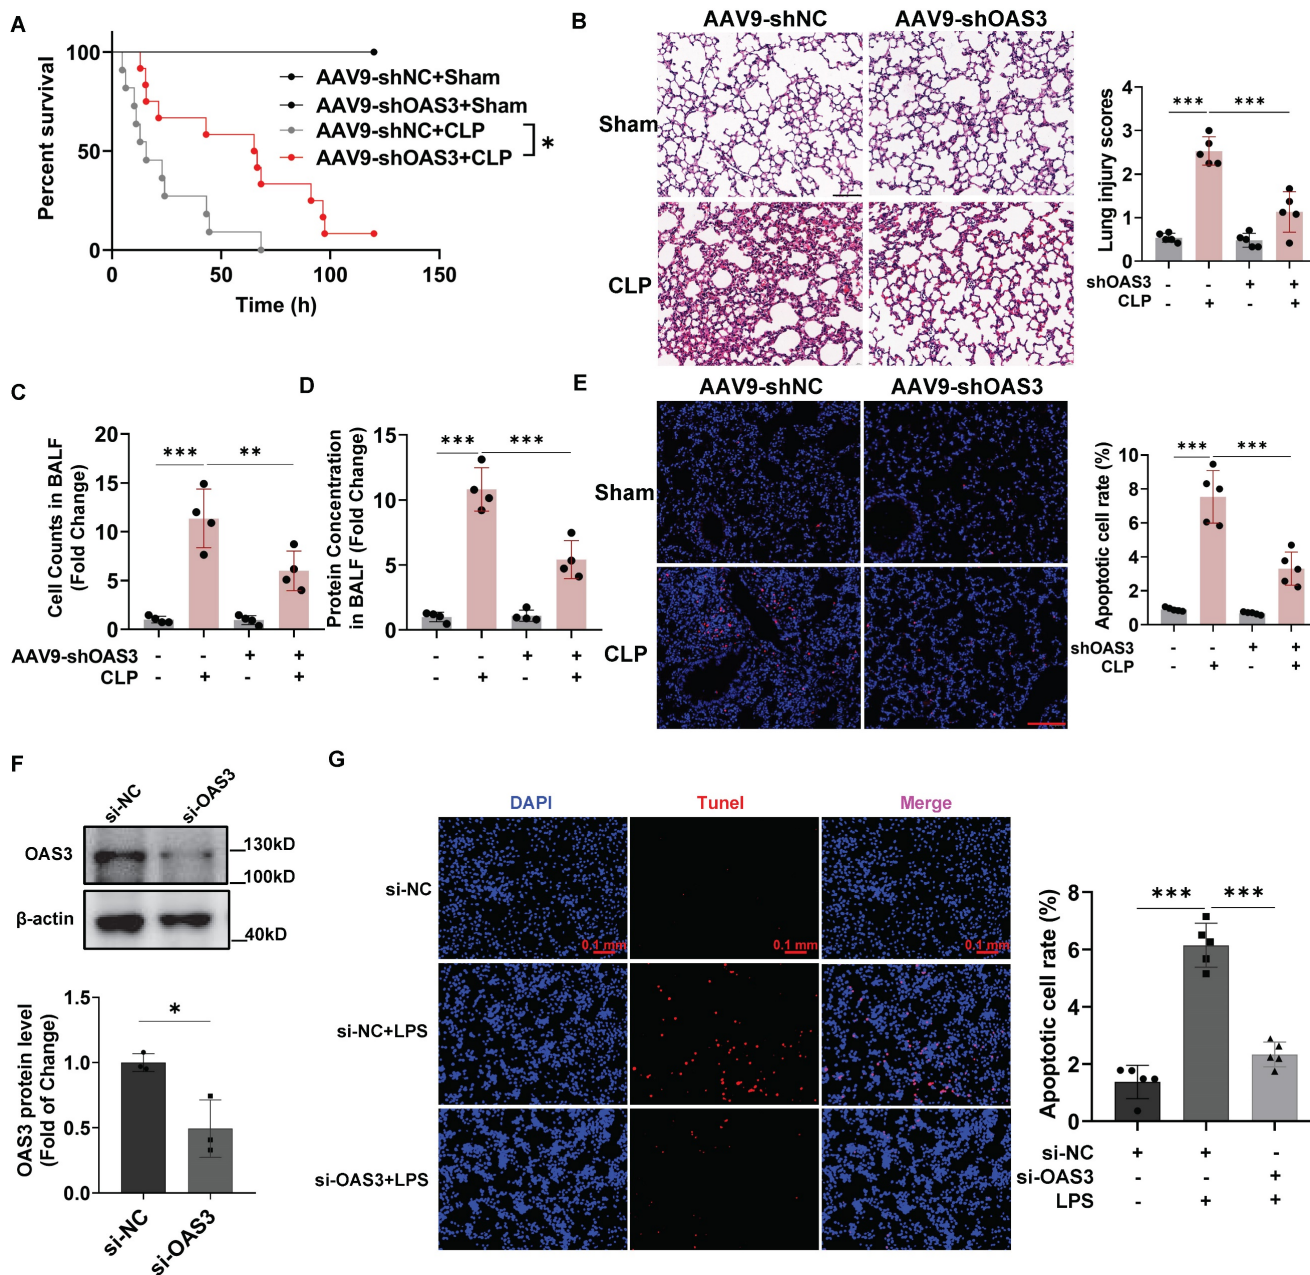 A
Percent survival
100
50
0
0
50
100
150
Time (h)
AAV9-shNC+Sham
AAV9-shOAS3+Sham
AAV9-shNC+CLP
AAV9-shOAS3+CLP
*
B
AAV9-shNC
AAV9-shOAS3
Sham
CLP
Lung injury scores
4
3
2
1
0
***
***
shOAS3 - - + +
CLP - + - +
C
Cell Counts in BALF
(Fold Change)
20
15
10
5
0
***
**
AAV9-shOAS3 - - + +
CLP - + - +
D
Protein Concentration
in BALF (Fold Change)
15
10
5
0
***
***
- - + +
- + - +
E
AAV9-shNC
AAV9-shOAS3
Sham
CLP
Apoptotic cell rate (%)
10
8
6
4
2
0
***
***
shOAS3 - - + +
CLP - + - +
F
si-NC
si-OAS3
OAS3
130kD
100kD
β-actin
40kD
OAS3 protein level
(Fold of Change)
1.5
1.0
0.5
0.0
*
si-NC
si-OAS3
G
DAPI
Tunel
Merge
si-NC
0.1 mm
0.1 mm
0.1 mm
si-NC+LPS
si-OAS3+LPS
Apoptotic cell rate (%)
8
6
4
2
0
***
***
si-NC + + -
si-OAS3 - - +
LPS - + +